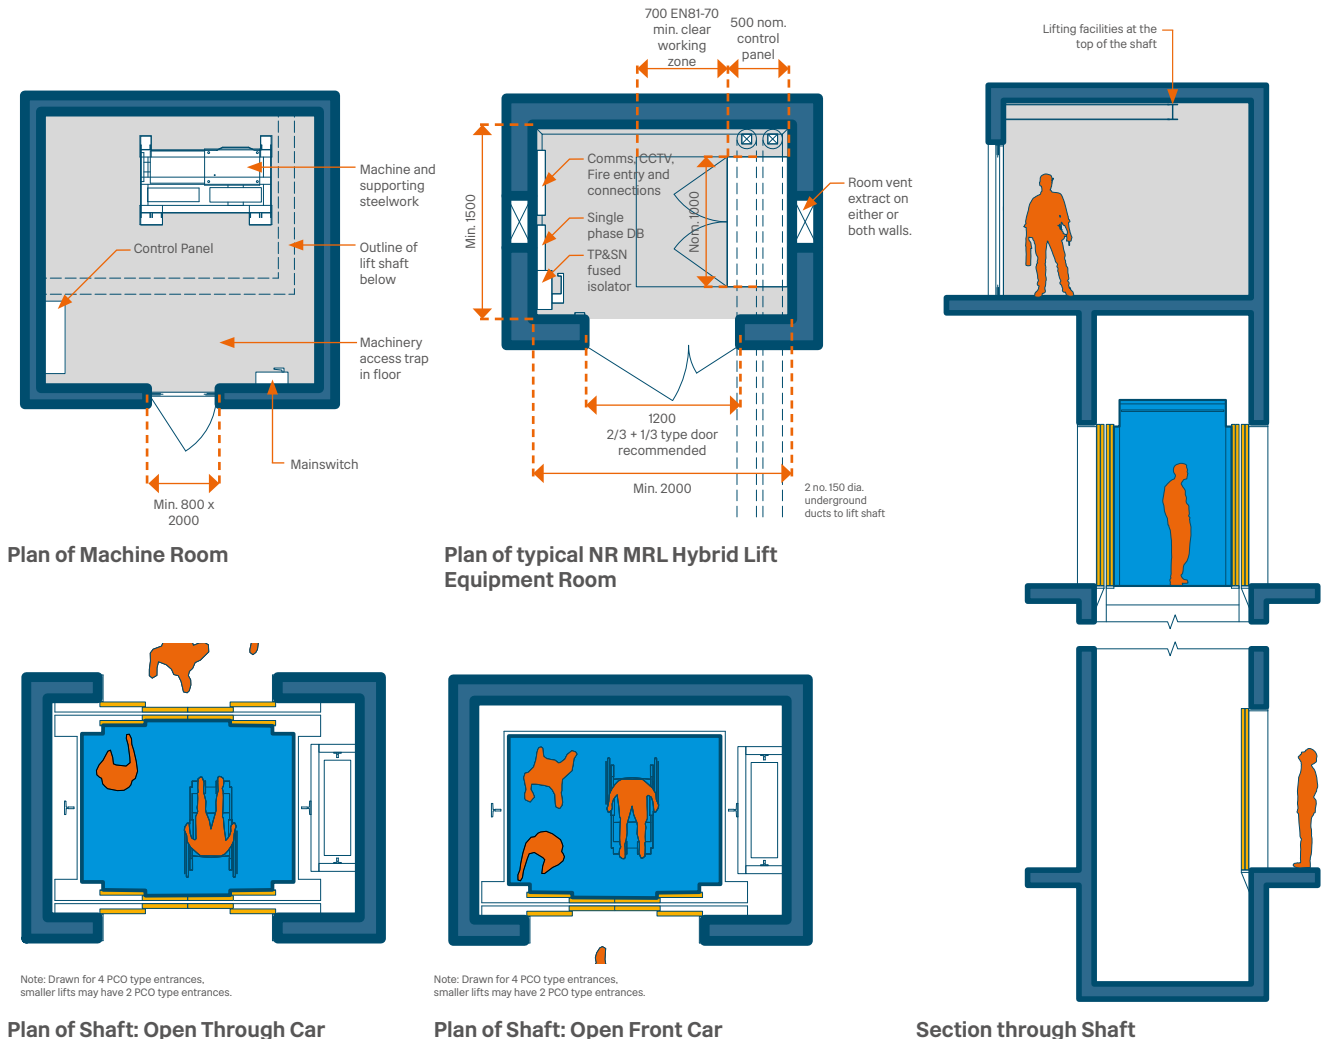 Machine and
supporting
steelwork
Control Panel
Outline of
lift shaft
below
Machinery
access trap
in floor
Mainswitch
Min. 800 x
2000
Plan of Machine Room
700 EN81-70
min. clear
working
zone
500 nom.
control
panel
Comms, CCTV,
Fire entry and
connections
Single
phase DB
TP&SN
fused
isolator
Min. 1500
Nom. 1000
Room vent
extract on
either or
both walls.
1200
2/3 + 1/3 type door
recommended
Min. 2000
2 no. 150 dia.
underground
ducts to lift shaft
Plan of typical NR MRL Hybrid Lift
Equipment Room
Lifting facilities at the
top of the shaft
Note: Drawn for 4 PCO type entrances,
smaller lifts may have 2 PCO type entrances.
Plan of Shaft: Open Through Car
Note: Drawn for 4 PCO type entrances,
smaller lifts may have 2 PCO type entrances.
Plan of Shaft: Open Front Car
Section through Shaft